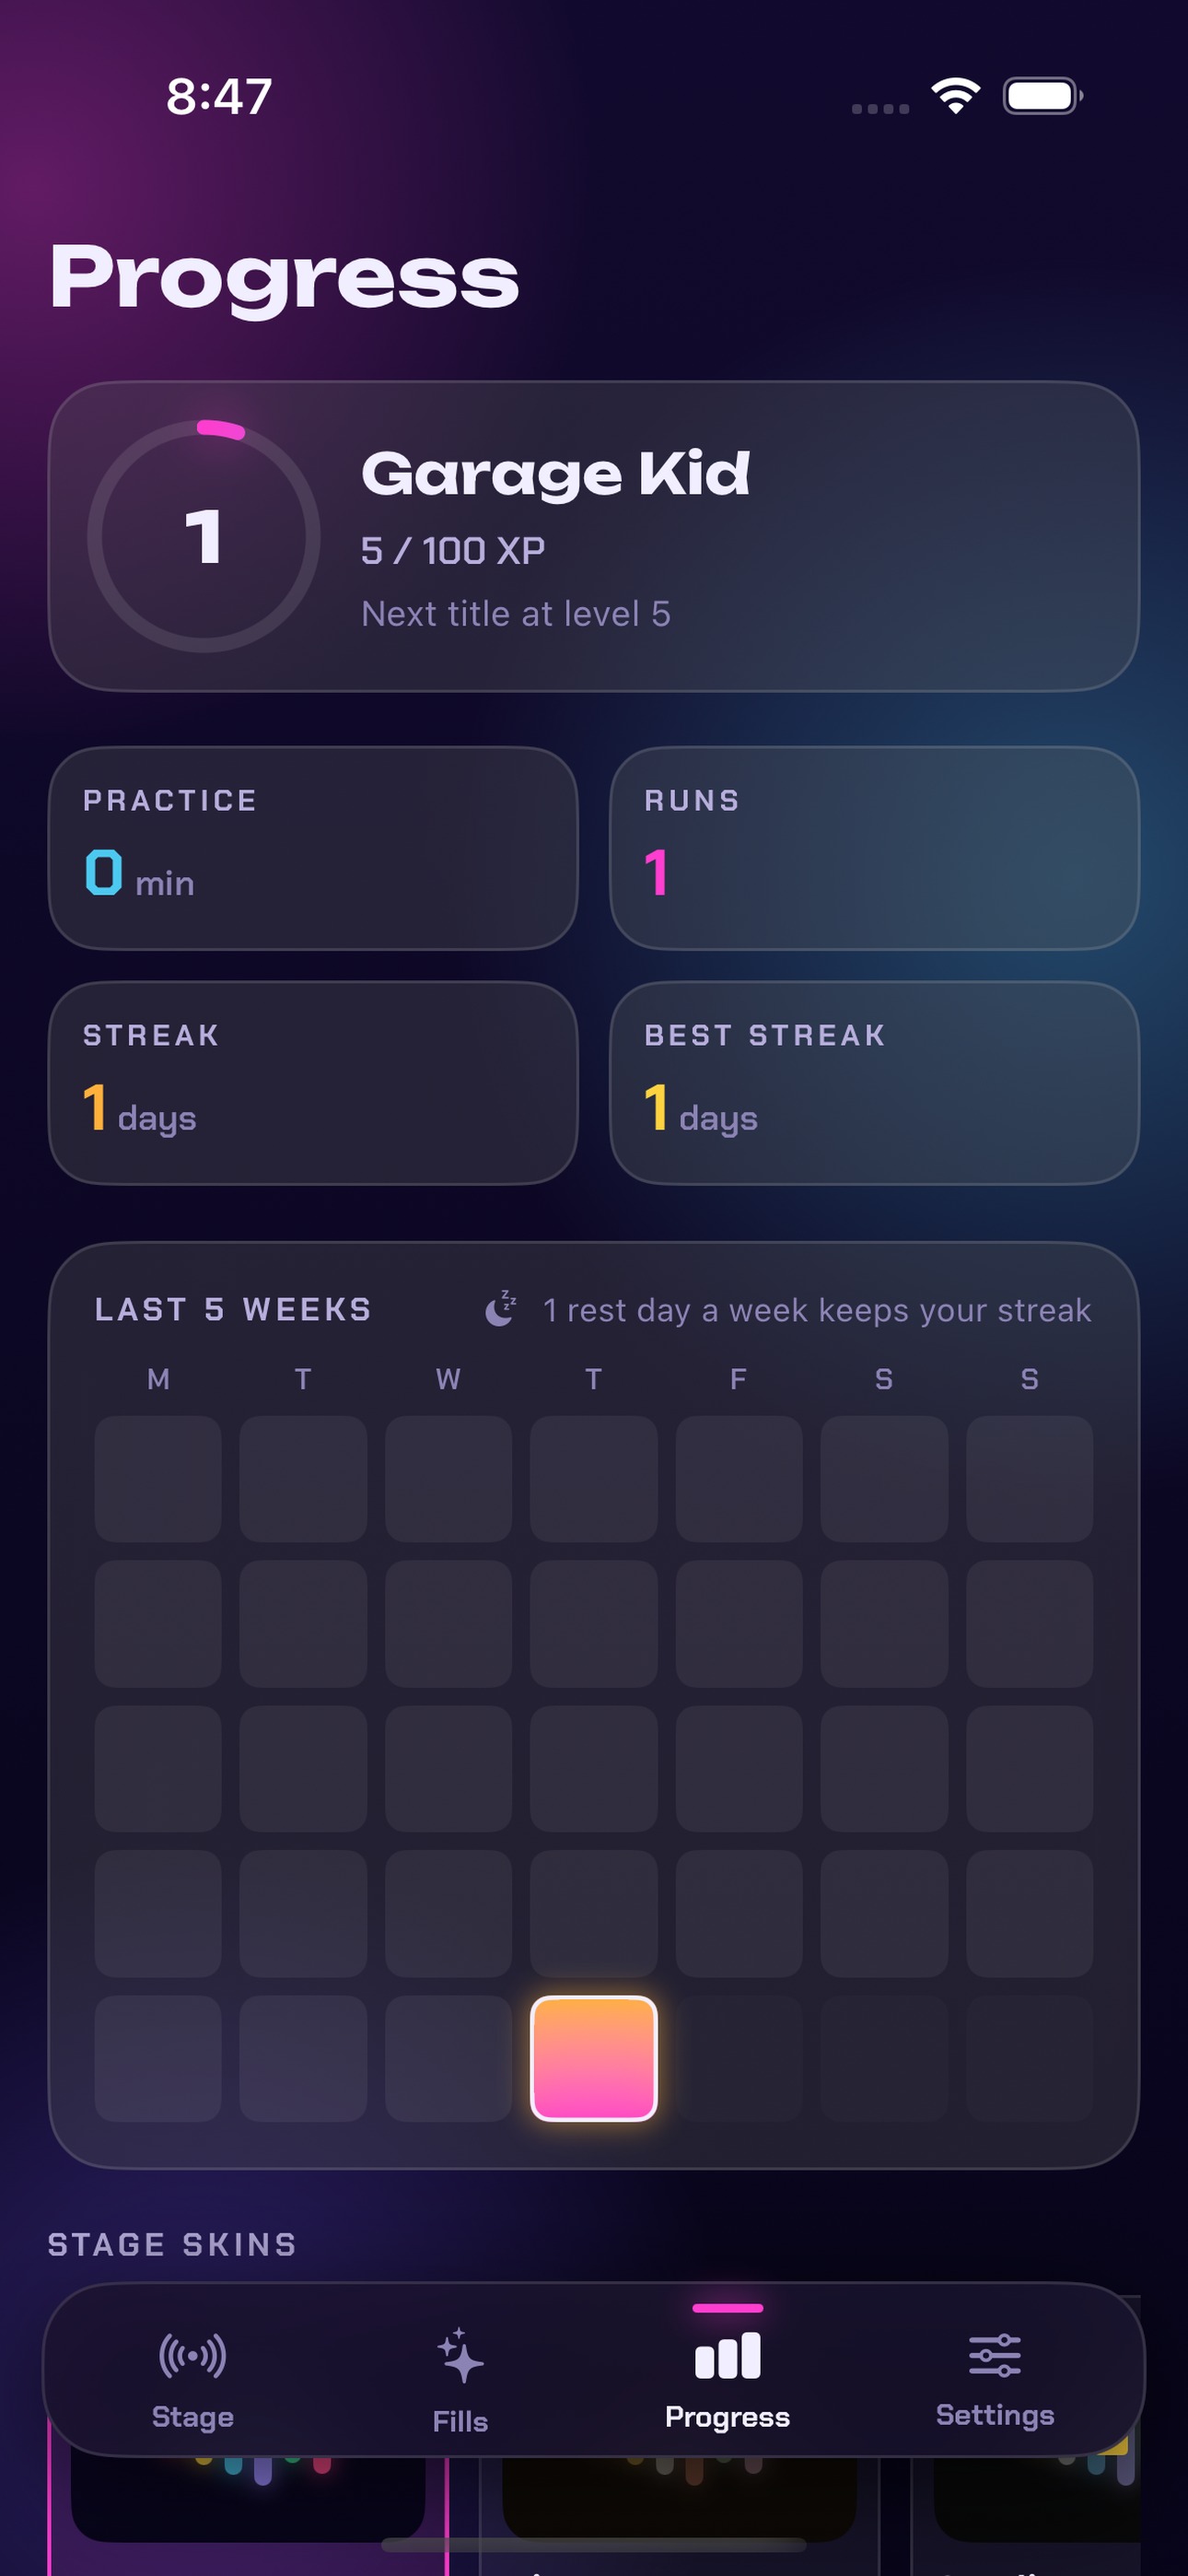 8:47
Progress
1
Garage Kid
5 / 100 XP
Next title at level 5
PRACTICE
0 min
RUNS
1
STREAK
1 days
BEST STREAK
1 days
LAST 5 WEEKS
1 rest day a week keeps your streak
M T W T F S S
STAGE SKINS
Stage
Fills
Progress
Settings